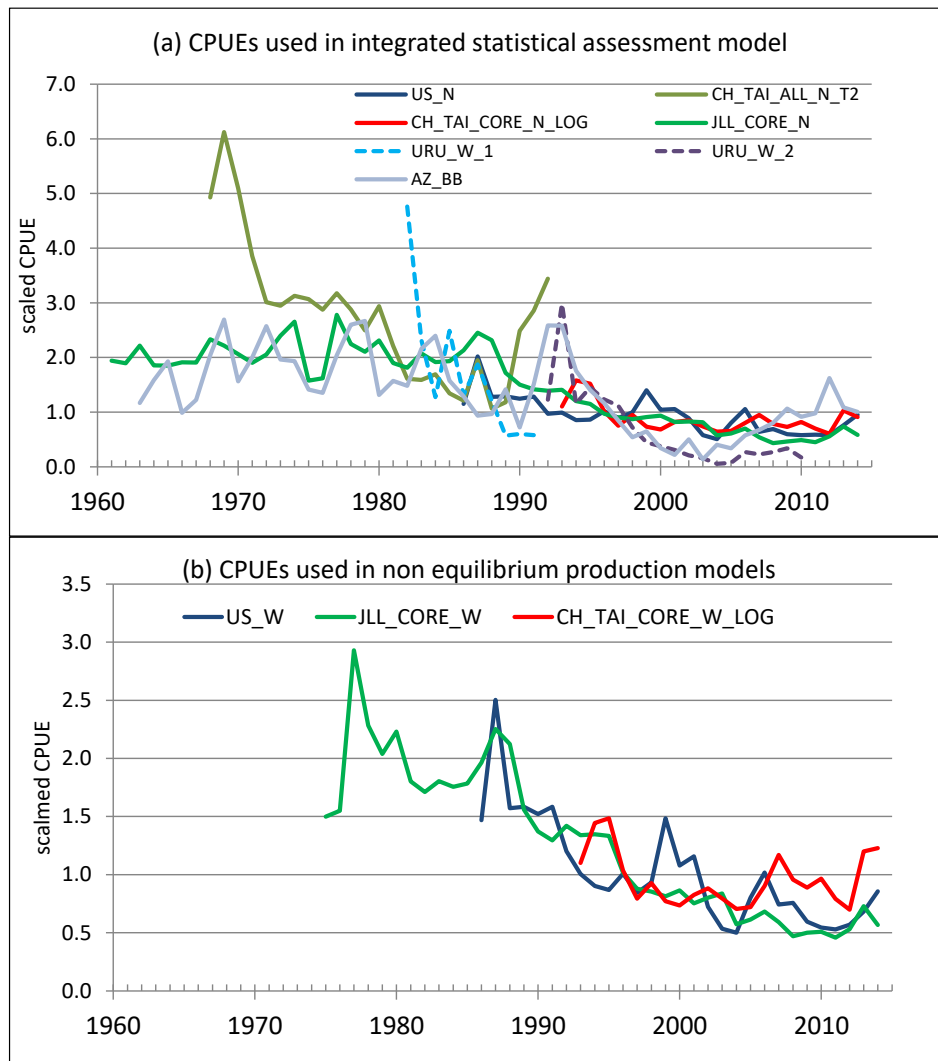 (a) CPUEs used in integrated statistical assessment model
7.0
6.0
5.0
4.0
3.0
2.0
1.0
0.0
scaled CPUE
US_N
CH_TAI_ALL_N_T2
CH_TAI_CORE_N_LOG
JLL_CORE_N
URU_W_1
URU_W_2
AZ_BB
1960 1970 1980 1990 2000 2010
(b) CPUEs used in non equilibrium production models
3.5
3.0
2.5
2.0
1.5
1.0
0.5
0.0
scalmed CPUE
US_W JLL_CORE_W CH_TAI_CORE_W_LOG
1960 1970 1980 1990 2000 2010